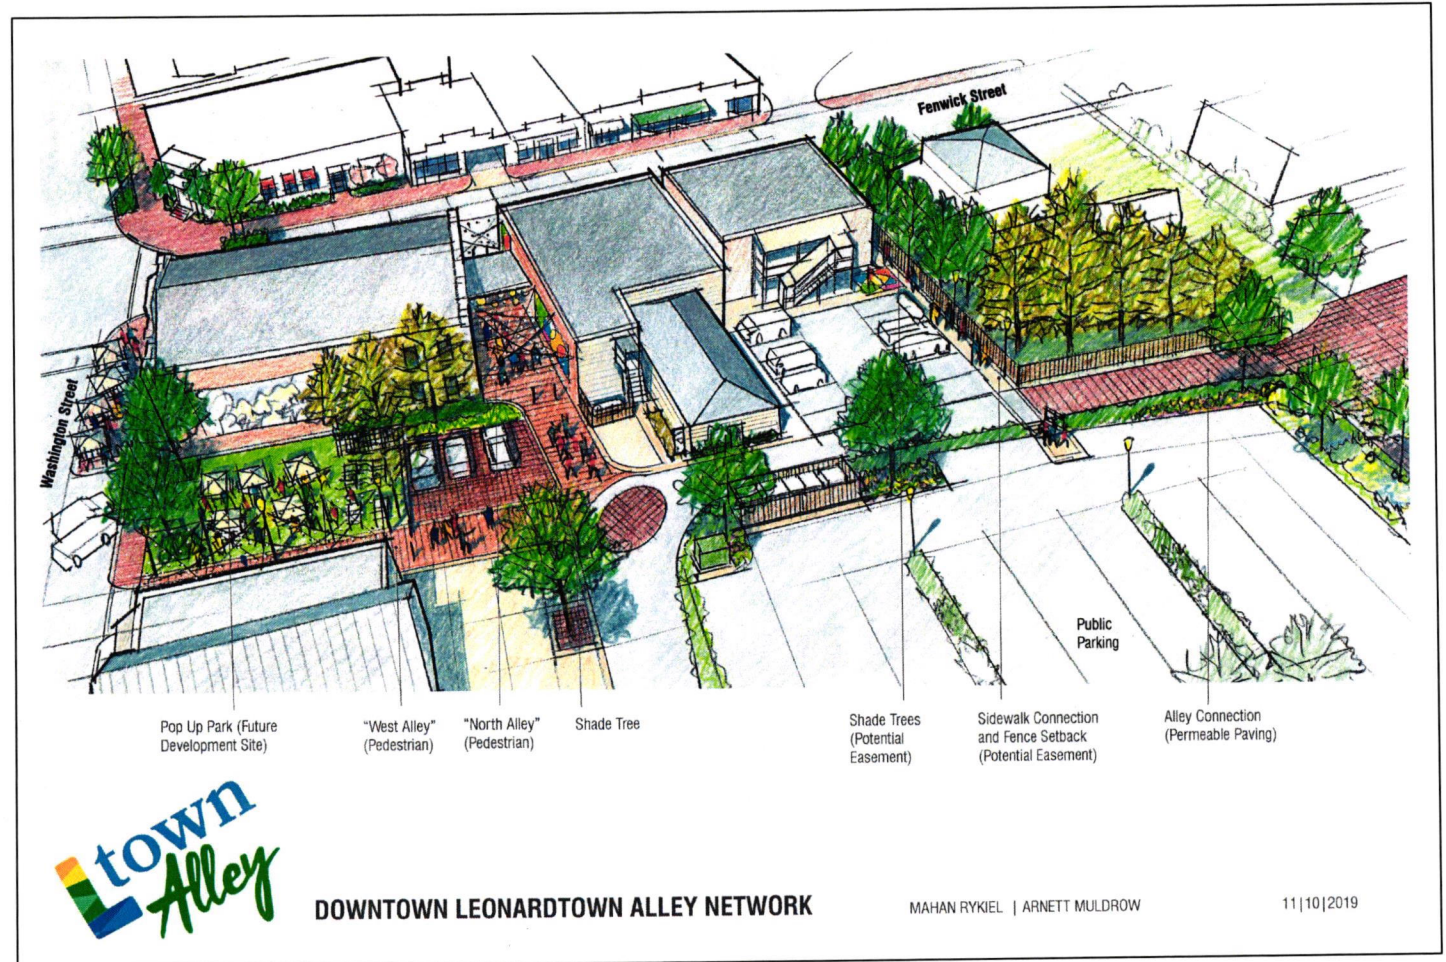 Fenwick Street
Washington Street
Public
Parking
Pop Up Park (Future
Development Site)
"West Alley"
(Pedestrian)
"North Alley"
(Pedestrian)
Shade Tree
Shade Trees
(Potential
Easement)
Sidewalk Connection
and Fence Setback
(Potential Easement)
Alley Connection
(Permeable Paving)
Ltown
Alley
DOWNTOWN LEONARDTOWN ALLEY NETWORK
MAHAN RYKIEL | ARNETT MULDROW
11|10|2019